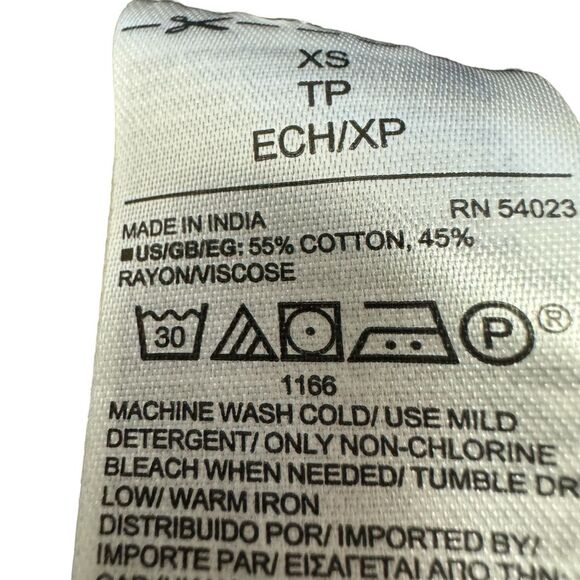 XS
TP
ECH/XP
RN 54023
MADE IN INDIA
■US/GB/EG: 55% COTTON, 45%
RAYON/VISCOSE
30 P ®
1166
MACHINE WASH COLD/ USE MILD
DETERGENT/ ONLY NON-CHLORINE
BLEACH WHEN NEEDED/ TUMBLE DR
LOW/ WARM IRON
DISTRIBUIDO POR/ IMPORTED BY/
IMPORTE PAR/ ΕΙΣΑΓΕΤΑΙ ΑΠΟ ΤΗΝ